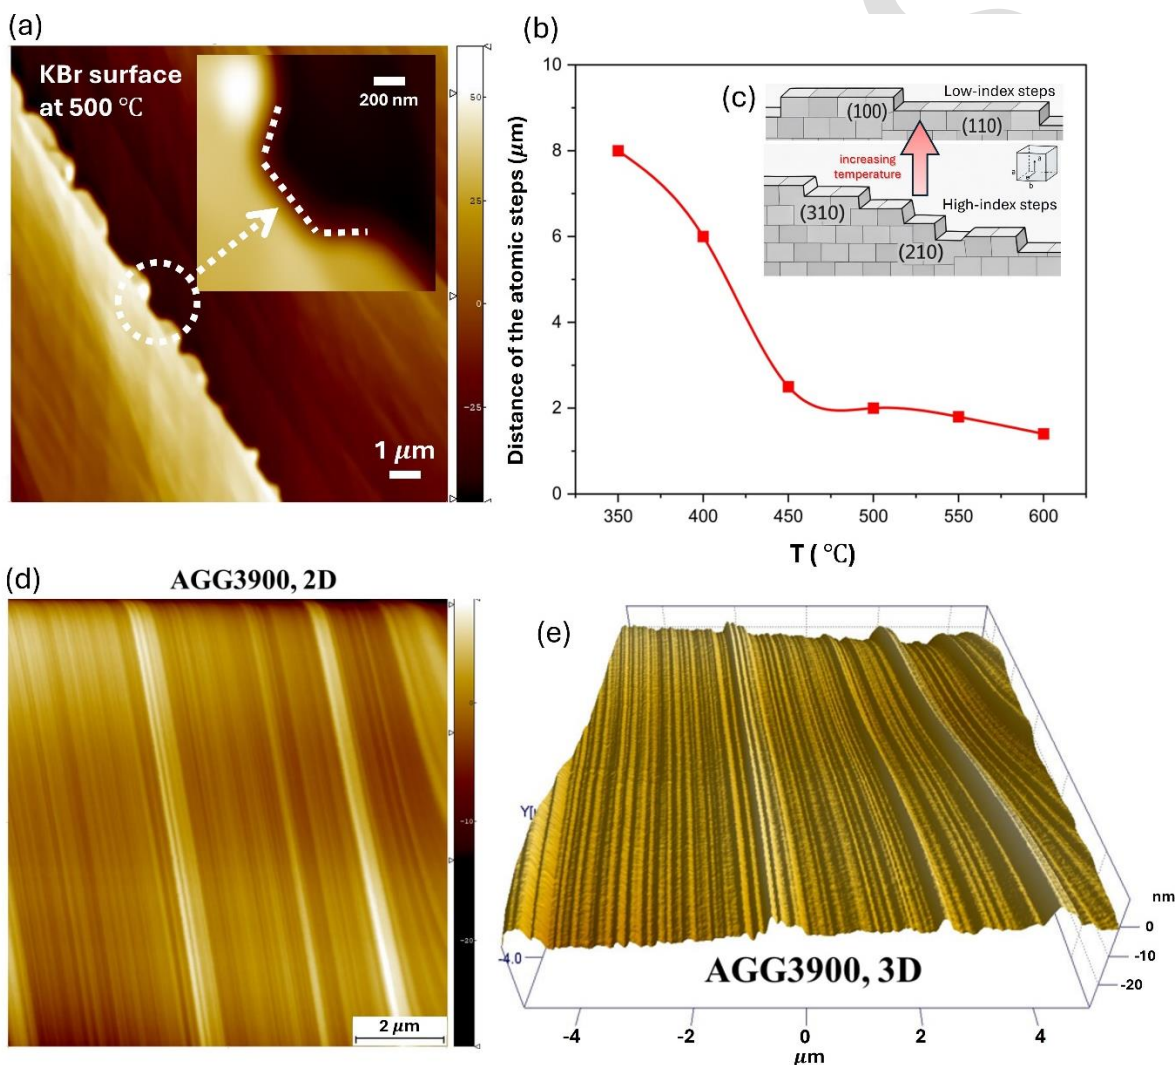 (a)
KBr surface
at 500 °C
200 nm
50
25
0
−25
1 μm
(b)
Distance of the atomic steps (μm)
10
8
6
4
2
0
350
400
450
500
550
600
T ( °C)
(c)
Low-index steps
(100)
(110)
increasing
temperature
a
a
b
High-index steps
(310)
(210)
(d)
AGG3900, 2D
0
−10
−20
2 μm
(e)
-4.0
AGG3900, 3D
nm
0
-10
-20
-4
-2
0
2
4
μm